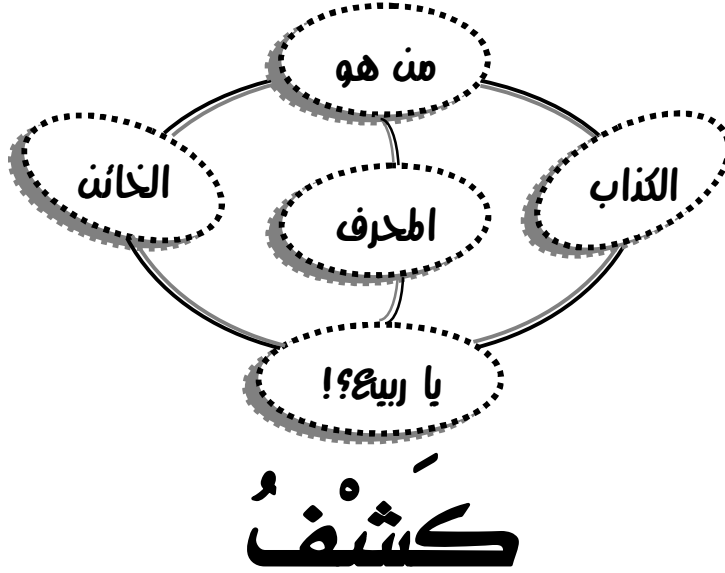 من هو
الكذاب
المحرف
الخائن
يا ربيع؟!
كَشْفُ